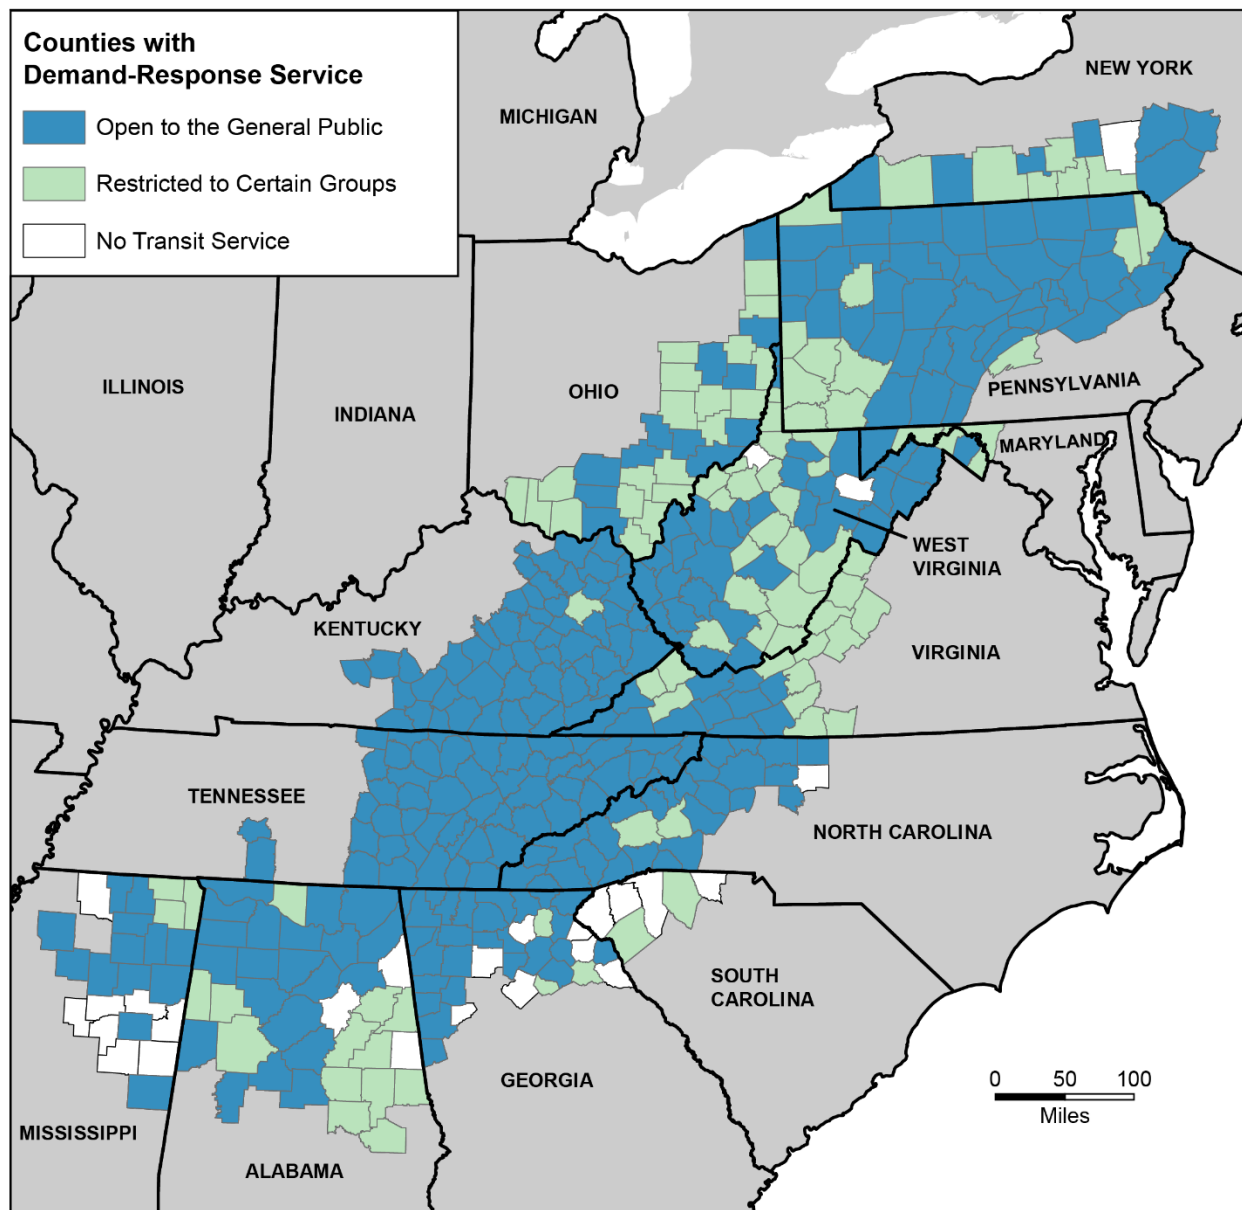 Counties with
Demand-Response Service
Open to the General Public
Restricted to Certain Groups
No Transit Service
NEW YORK
MICHIGAN
ILLINOIS
INDIANA
OHIO
PENNSYLVANIA
MARYLAND
WEST
VIRGINIA
KENTUCKY
VIRGINIA
TENNESSEE
NORTH CAROLINA
SOUTH
CAROLINA
GEORGIA
MISSISSIPPI
ALABAMA
0 50 100
Miles